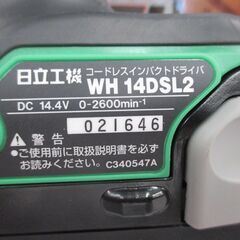 日立工機 コードレスインパクトドライバ
WH 14DSL2
DC 14.4V 0-2600min⁻¹
021646
⚠ 警告
●ご使用前に取扱説明書を必ず
お読みください。 C340547A